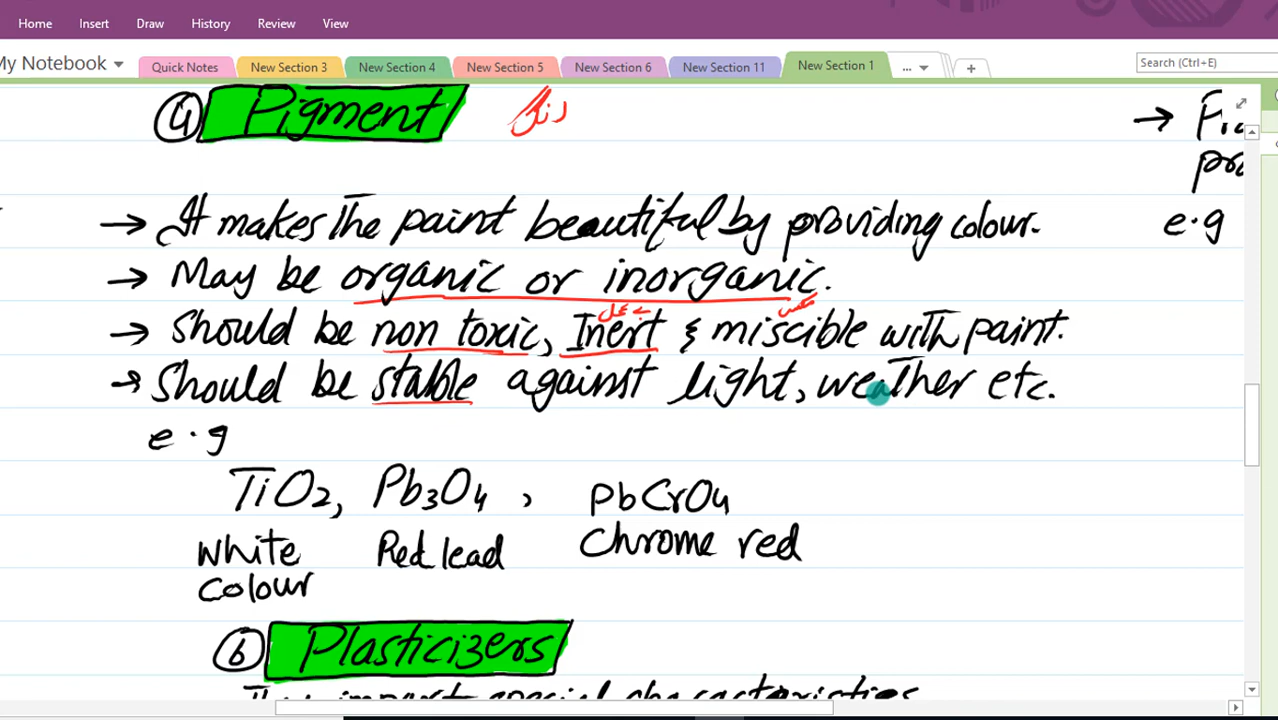 Home Insert Draw History Review View
My Notebook Quick Notes New Section 3 New Section 4 New Section 5 New Section 6 New Section 11 New Section 1 ... + Search (Ctrl+E)
4 Pigment
→ It makes the paint beautiful by providing colour.
→ May be organic or inorganic.
→ Should be non toxic, Inert & miscible with paint.
→ Should be stable against light, weather etc.
e.g
TiO2, Pb3O4, PbCrO4
White Red lead Chrome red
colour
6 Plasticizers
→
e.g